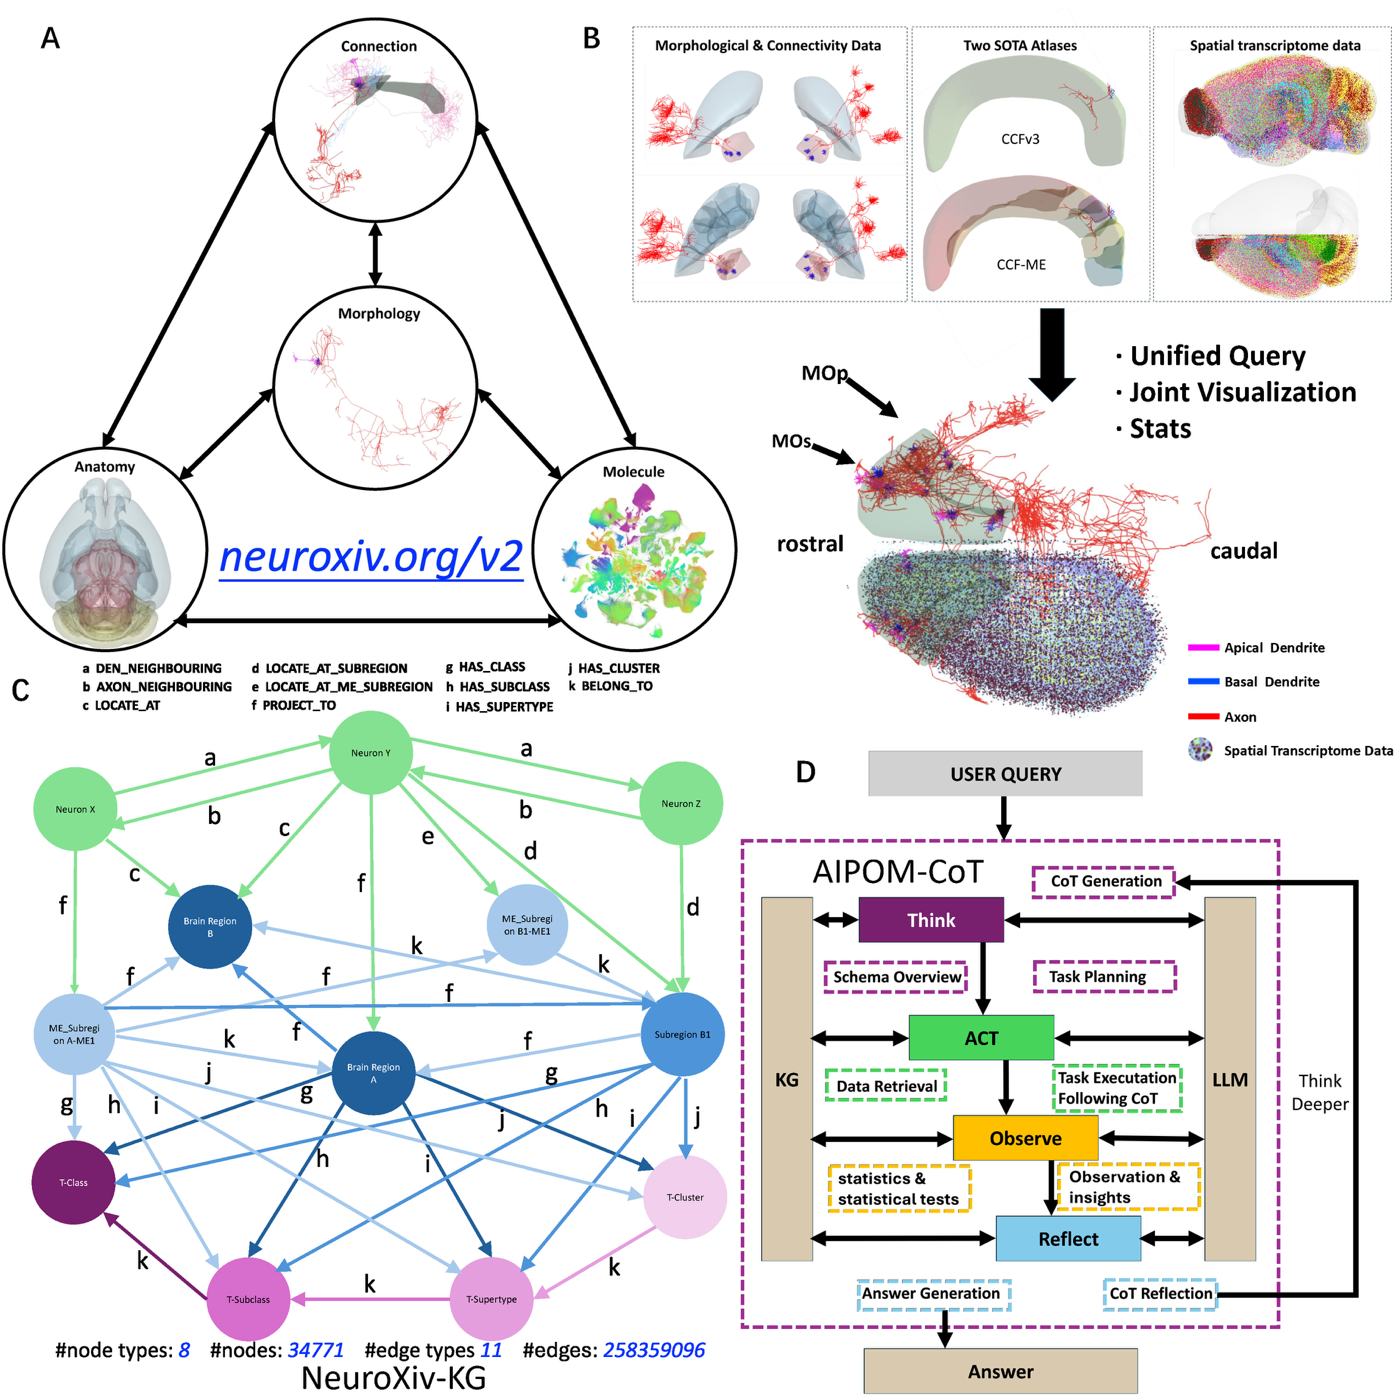 A
Connection
Morphology
Anatomy
Molecule
neuroxiv.org/v2
B
Morphological & Connectivity Data
Two SOTA Atlases
Spatial transcriptome data
CCFv3
CCF-ME
· Unified Query
· Joint Visualization
· Stats
MOp
MOs
rostral
caudal
Apical Dendrite
Basal Dendrite
Axon
Spatial Transcriptome Data
C
a DEN_NEIGHBOURING
b AXON_NEIGHBOURING
c LOCATE_AT
d LOCATE_AT_SUBREGION
e LOCATE_AT_ME_SUBREGION
f PROJECT_TO
g HAS_CLASS
h HAS_SUBCLASS
i HAS_SUPERTYPE
j HAS_CLUSTER
k BELONG_TO
Neuron Y
a
a
Neuron X
Neuron Z
b
b
c
e
d
c
f
f
d
Brain Region
B
ME_Subregi
on B1-ME1
k
k
f
f
f
ME_Subregi
on A-ME1
Subregion B1
f
k
f
Brain Region
A
j
g
g
g
h
i
h
i
j
j
T-Class
h
i
T-Cluster
k
k
k
T-Subclass
T-Supertype
#node types: 8
#nodes: 34771
#edge types 11
#edges: 258359096
NeuroXiv-KG
D
USER QUERY
AIPOM-CoT
CoT Generation
Think
Schema Overview
Task Planning
ACT
KG
LLM
Data Retrieval
Task Executation
Following CoT
Think
Deeper
Observe
statistics &
statistical tests
Observation &
insights
Reflect
Answer Generation
CoT Reflection
Answer